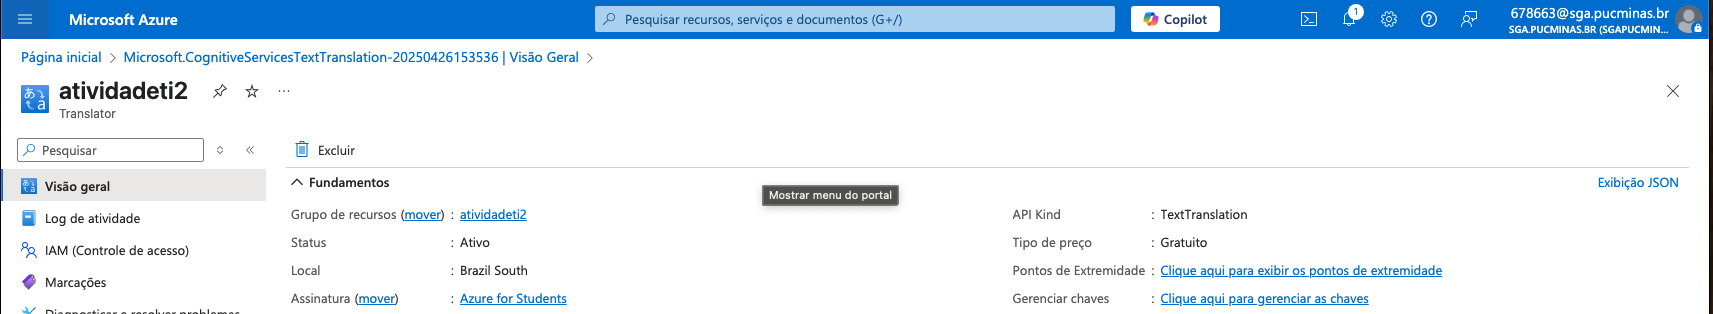 Microsoft Azure
Pesquisar recursos, serviços e documentos (G+/)
Copilot
1
678663@sga.pucminas.br
SGA.PUCMINAS.BR (SGAPUCMIN...
Página inicial > Microsoft.CognitiveServicesTextTranslation-20250426153536 | Visão Geral >
atividadeti2
Translator
Pesquisar
Excluir
Visão geral
Log de atividade
IAM (Controle de acesso)
Marcações
Diagnosticar e resolver problemas
Fundamentos
Exibição JSON
Mostrar menu do portal
Grupo de recursos (mover) : atividadeti2
Status : Ativo
Local : Brazil South
Assinatura (mover) : Azure for Students
API Kind : TextTranslation
Tipo de preço : Gratuito
Pontos de Extremidade : Clique aqui para exibir os pontos de extremidade
Gerenciar chaves : Clique aqui para gerenciar as chaves